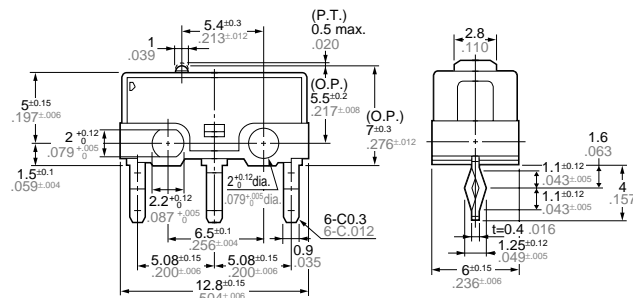 5.4±0.3
.213±.012
(P.T.)
0.5 max.
.020
1
.039
2.8
.110
(O.P.)
5.5±0.2
.217±.008
(O.P.)
7±0.3
.276±.012
5±0.15
.197±.006
2 +0.12 0
.079 +.005 0
1.5±0.1
.059±.004
2.2 +0.12 0
.087 +.005 0
2 +0.12 0 dia.
.079 +.005 0 dia.
6-C0.3
6-C.012
6.5±0.1
.256±.004
0.9
.035
5.08±0.15
.200±.006
5.08±0.15
.200±.006
12.8±0.15
.504±.006
1.6
.063
1.1±0.12
.043±.005
4
.157
1.1±0.12
.043±.005
t=0.4 .016
1.25±0.12
.049±.005
6±0.15
.236±.006